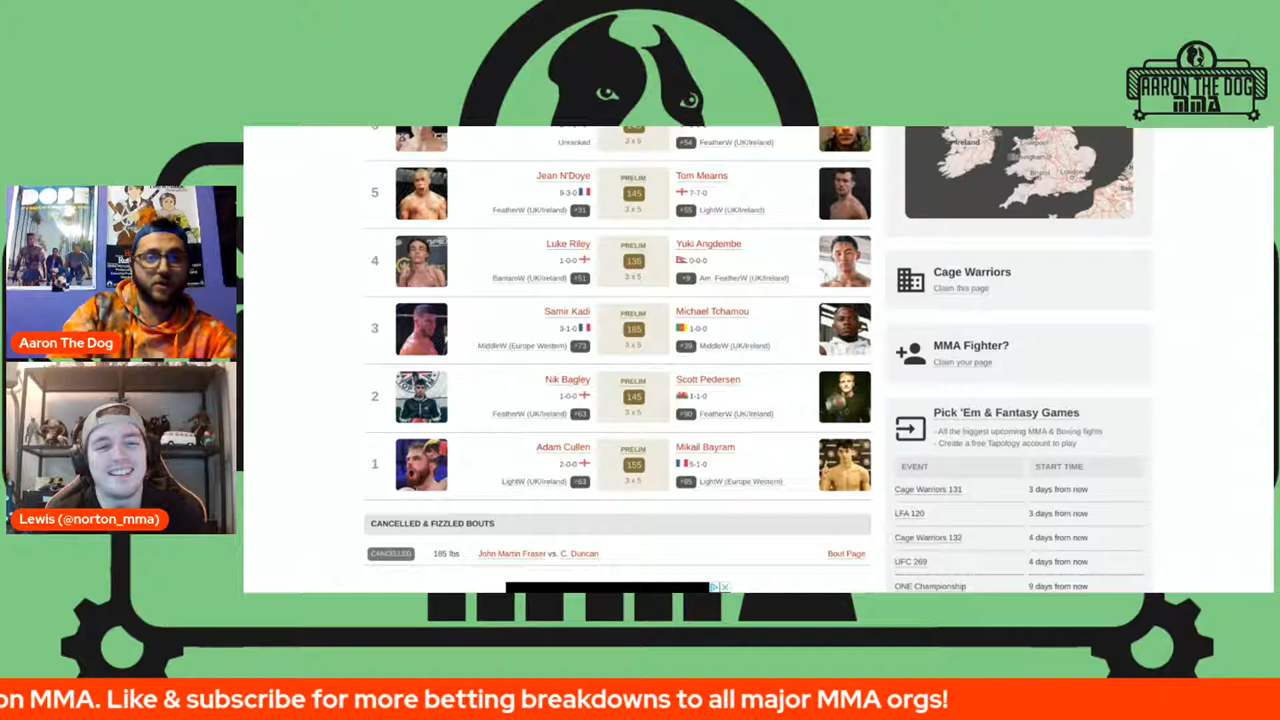 AARON THE DOG
MMA
DOPE
Aaron The Dog
Lewis (@norton_mma)
Unranked
3 x 5
+54 FeatherW (UK/Ireland)
5
Jean N'Doye
PRELIM
Tom Mearns
9-3-0
145
7-7-0
FeatherW (UK/Ireland) #31
3 x 5
#55 LightW (UK/Ireland)
4
Luke Riley
PRELIM
Yuki Angdembe
1-0-0
135
0-0-0
BantamW (UK/Ireland) #51
3 x 5
#9 Am. FeatherW (UK/Ireland)
3
Samir Kadi
PRELIM
Michael Tchamou
3-1-0
185
1-0-0
MiddleW (Europe Western) #73
3 x 5
#39 MiddleW (UK/Ireland)
2
Nik Bagley
PRELIM
Scott Pedersen
1-0-0
145
1-1-0
FeatherW (UK/Ireland) #63
3 x 5
#90 FeatherW (UK/Ireland)
1
Adam Cullen
PRELIM
Mikail Bayram
2-0-0
155
5-1-0
LightW (UK/Ireland) #63
3 x 5
#85 LightW (Europe Western)
CANCELLED & FIZZLED BOUTS
CANCELLED 185 lbs John Martin Fraser vs. C. Duncan Bout Page
Ireland
Liverpool
Birmingham
Bristol London
Cage Warriors
Claim this page
MMA Fighter?
Claim your page
Pick 'Em & Fantasy Games
- All the biggest upcoming MMA & Boxing fights
- Create a free Tapology account to play
EVENT START TIME
Cage Warriors 131 3 days from now
LFA 120 3 days from now
Cage Warriors 132 4 days from now
UFC 269 4 days from now
ONE Championship 9 days from now
on MMA. Like & subscribe for more betting breakdowns to all major MMA orgs!